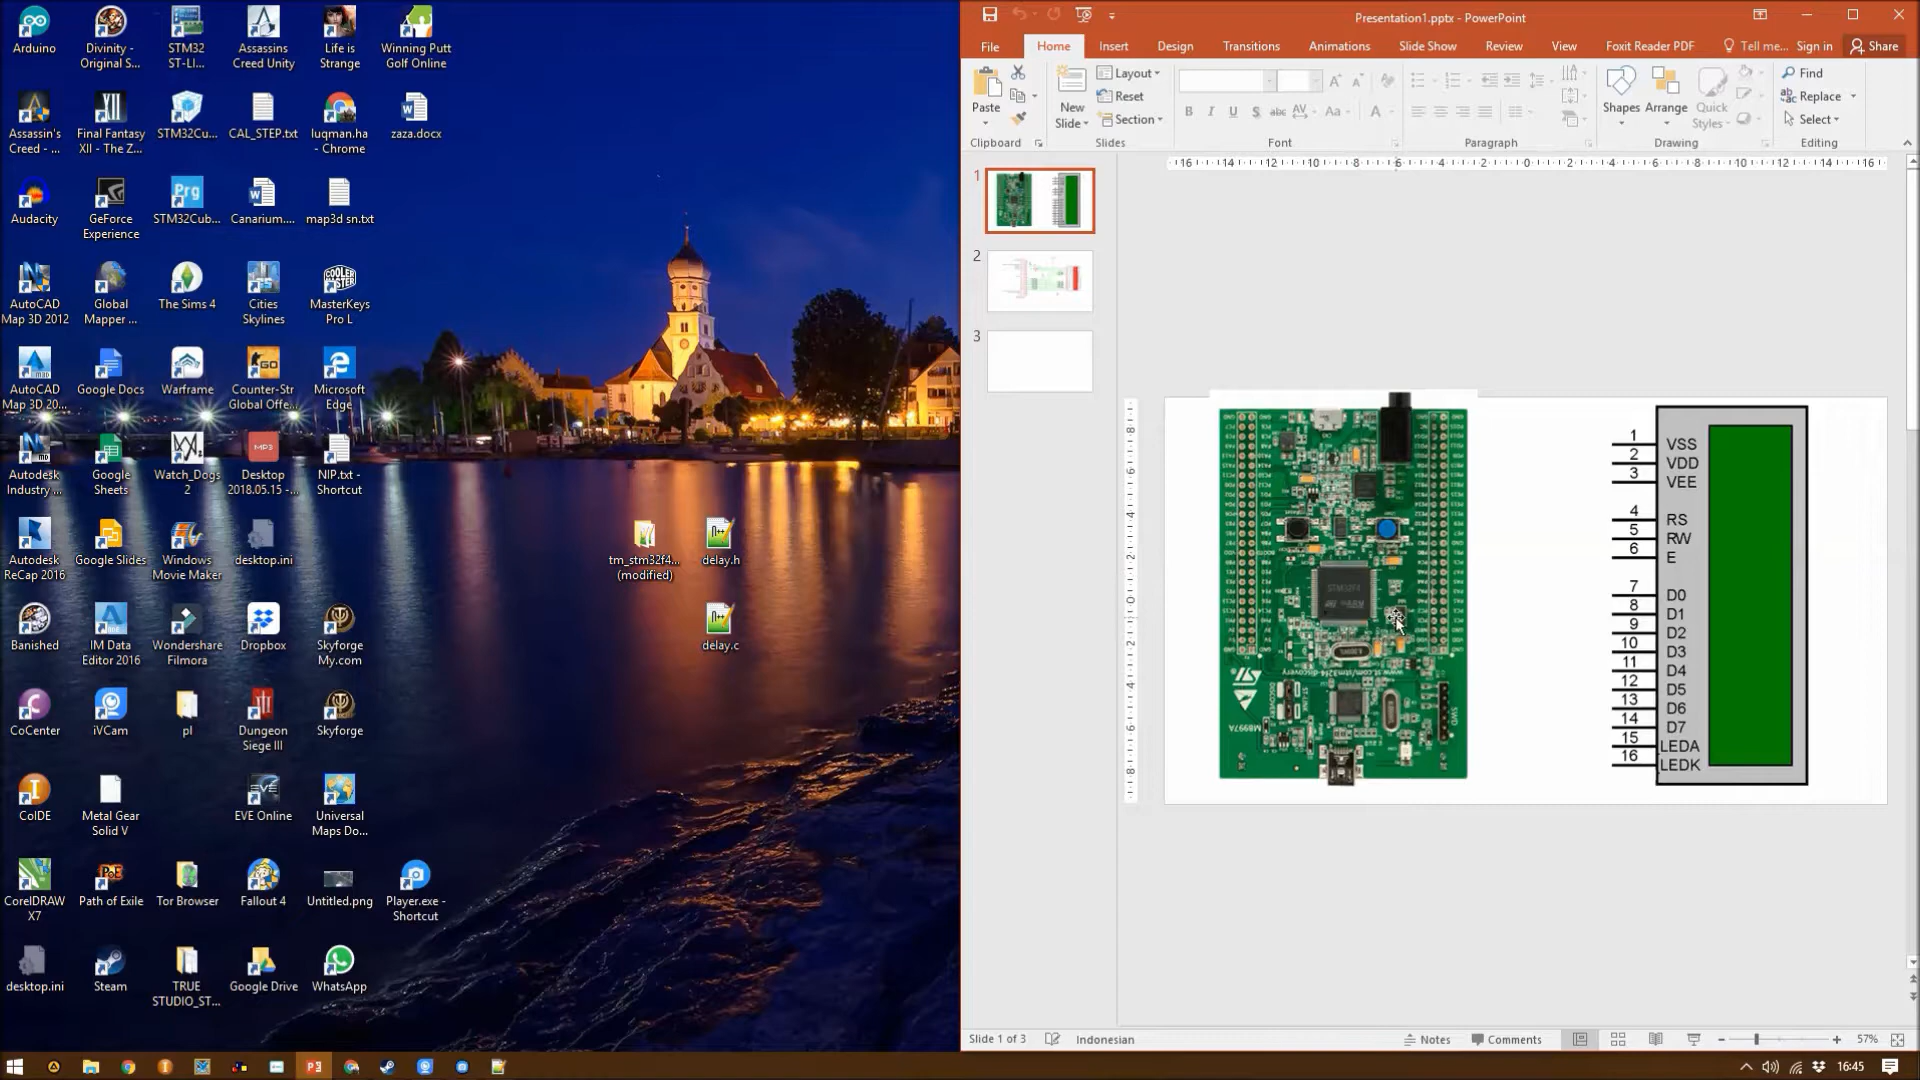 Arduino
Divinity -
Original S...
STM32
ST-LI...
Assassins
Creed Unity
Life is
Strange
Winning Putt
Golf Online
Assassin's
Creed - ...
Final Fantasy
XII - The Z...
STM32Cu...
CAL_STEP.txt
luqman.ha
- Chrome
zaza.docx
Audacity
GeForce
Experience
STM32Cub...
Canarium....
map3d sn.txt
AutoCAD
Map 3D 2012
Global
Mapper ...
The Sims 4
Cities
Skylines
MasterKeys
Pro L
AutoCAD
Map 3D 20...
Google Docs
Warframe
Counter-Str
Global Offe...
Microsoft
Edge
Autodesk
Industry ...
Google
Sheets
Watch_Dogs
2
Desktop
2018.05.15 -...
NIP.txt -
Shortcut
Autodesk
ReCap 2016
Google Slides
Windows
Movie Maker
desktop.ini
tm_stm32f4...
(modified)
delay.h
Banished
IM Data
Editor 2016
Wondershare
Filmora
Dropbox
Skyforge
My.com
delay.c
CoCenter
iVCam
pl
Dungeon
Siege III
Skyforge
CoIDE
Metal Gear
Solid V
EVE Online
Universal
Maps Do...
CorelDRAW
X7
Path of Exile
Tor Browser
Fallout 4
Untitled.png
Player.exe -
Shortcut
desktop.ini
Steam
TRUE
STUDIO_ST...
Google Drive
WhatsApp
Presentation1.pptx - PowerPoint
File Home Insert Design Transitions Animations Slide Show Review View Foxit Reader PDF Tell me... Sign in Share
Paste
New
Slide
Layout
Reset
Section
Shapes
Arrange
Quick
Styles
Find
Replace
Select
Clipboard Slides Font Paragraph Drawing Editing
1
2
3
1 VSS
2 VDD
3 VEE
4 RS
5 RW
6 E
7 D0
8 D1
9 D2
10 D3
11 D4
12 D5
13 D6
14 D7
15 LEDA
16 LEDK
Slide 1 of 3 Indonesian Notes Comments 57%
16:45